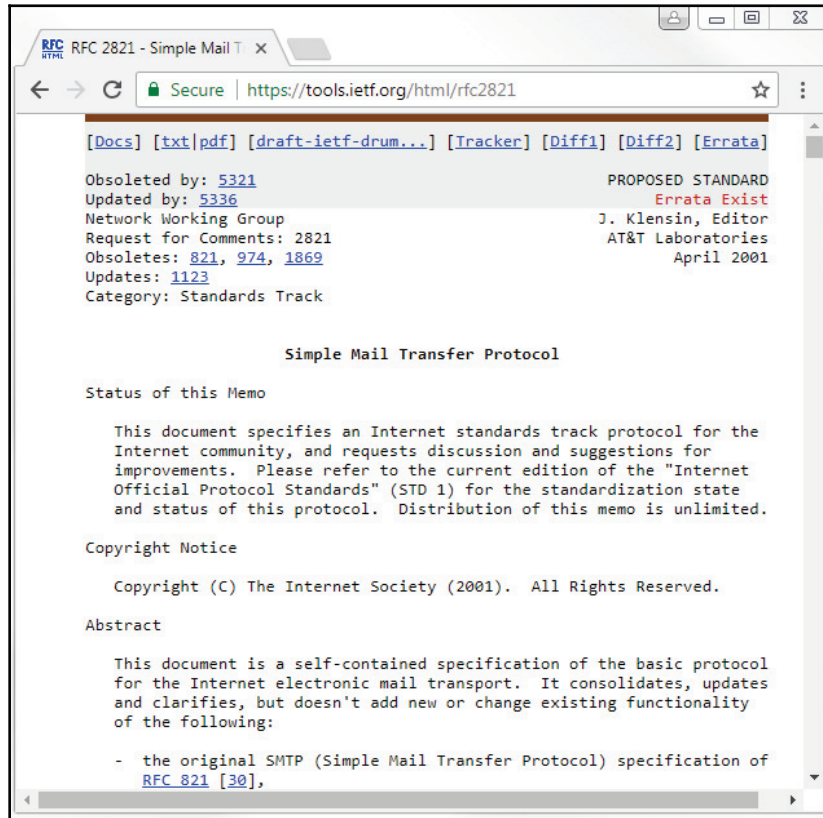 RFC HTML RFC 2821 - Simple Mail T
Secure | https://tools.ietf.org/html/rfc2821
[Docs] [txt|pdf] [draft-ietf-drum...] [Tracker] [Diff1] [Diff2] [Errata]
Obsoleted by: 5321 PROPOSED STANDARD
Updated by: 5336 Errata Exist
Network Working Group J. Klensin, Editor
Request for Comments: 2821 AT&T Laboratories
Obsoletes: 821, 974, 1869 April 2001
Updates: 1123
Category: Standards Track
Simple Mail Transfer Protocol
Status of this Memo
This document specifies an Internet standards track protocol for the
Internet community, and requests discussion and suggestions for
improvements. Please refer to the current edition of the "Internet
Official Protocol Standards" (STD 1) for the standardization state
and status of this protocol. Distribution of this memo is unlimited.
Copyright Notice
Copyright (C) The Internet Society (2001). All Rights Reserved.
Abstract
This document is a self-contained specification of the basic protocol
for the Internet electronic mail transport. It consolidates, updates
and clarifies, but doesn't add new or change existing functionality
of the following:
- the original SMTP (Simple Mail Transfer Protocol) specification of
RFC 821 [30],